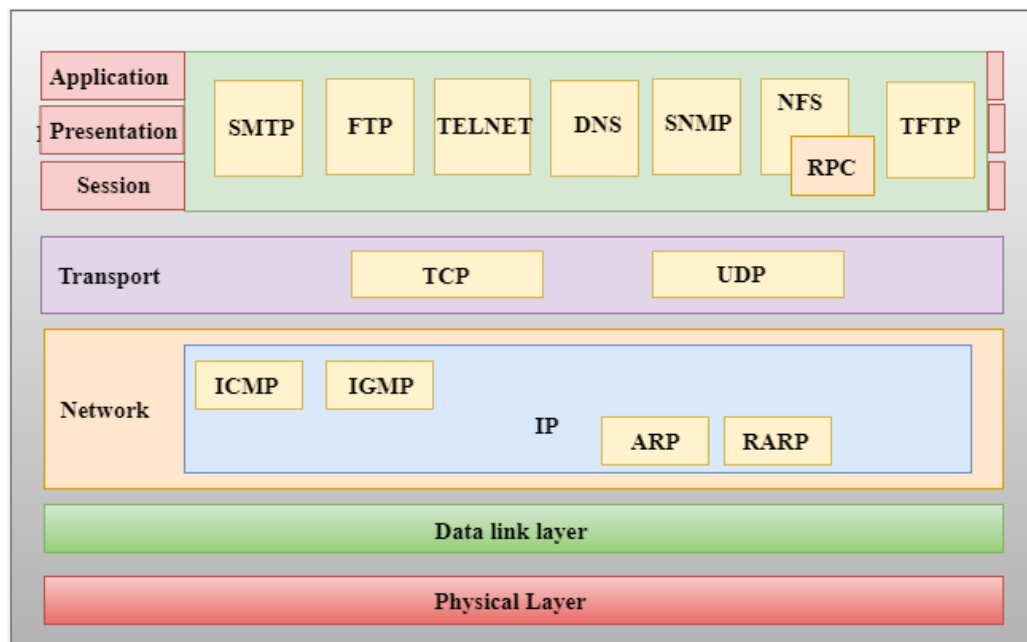 Application
Presentation
Session
SMTP
FTP
TELNET
DNS
SNMP
NFS
RPC
TFTP
Transport
TCP
UDP
Network
ICMP
IGMP
IP
ARP
RARP
Data link layer
Physical Layer